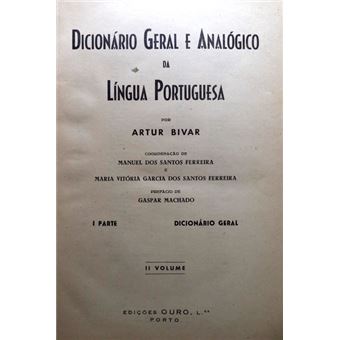 DICIONÁRIO GERAL E ANALÓGICO
DA
LÍNGUA PORTUGUESA
POR
ARTUR BIVAR
COORDENAÇÃO DE
MANUEL DOS SANTOS FERREIRA
E
MARIA VITÓRIA GARCIA DOS SANTOS FERREIRA
PREFÁCIO DE
GASPAR MACHADO
I PARTE DICIONÁRIO GERAL
II VOLUME
EDIÇÕES OURO, L.DA
PORTO